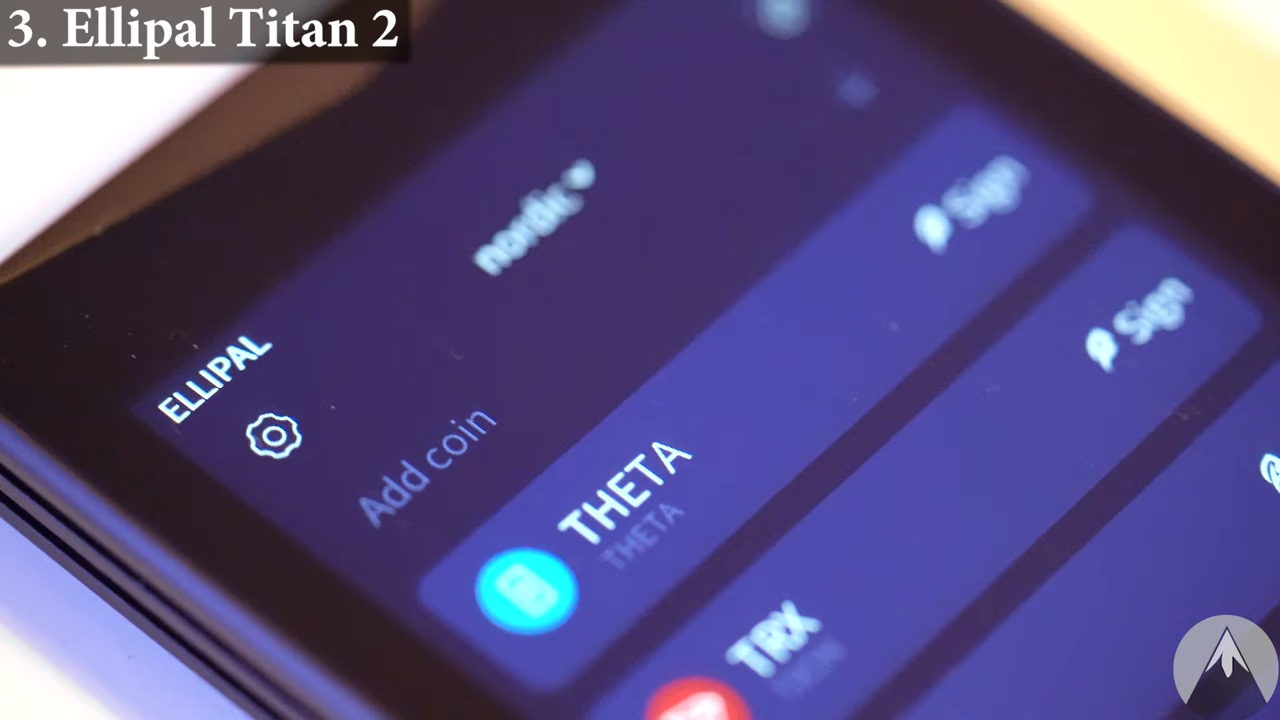 3. Ellipal Titan 2
nordic
ELLIPAL
Add coin
Sign
THETA
THETA
Sign
TRX